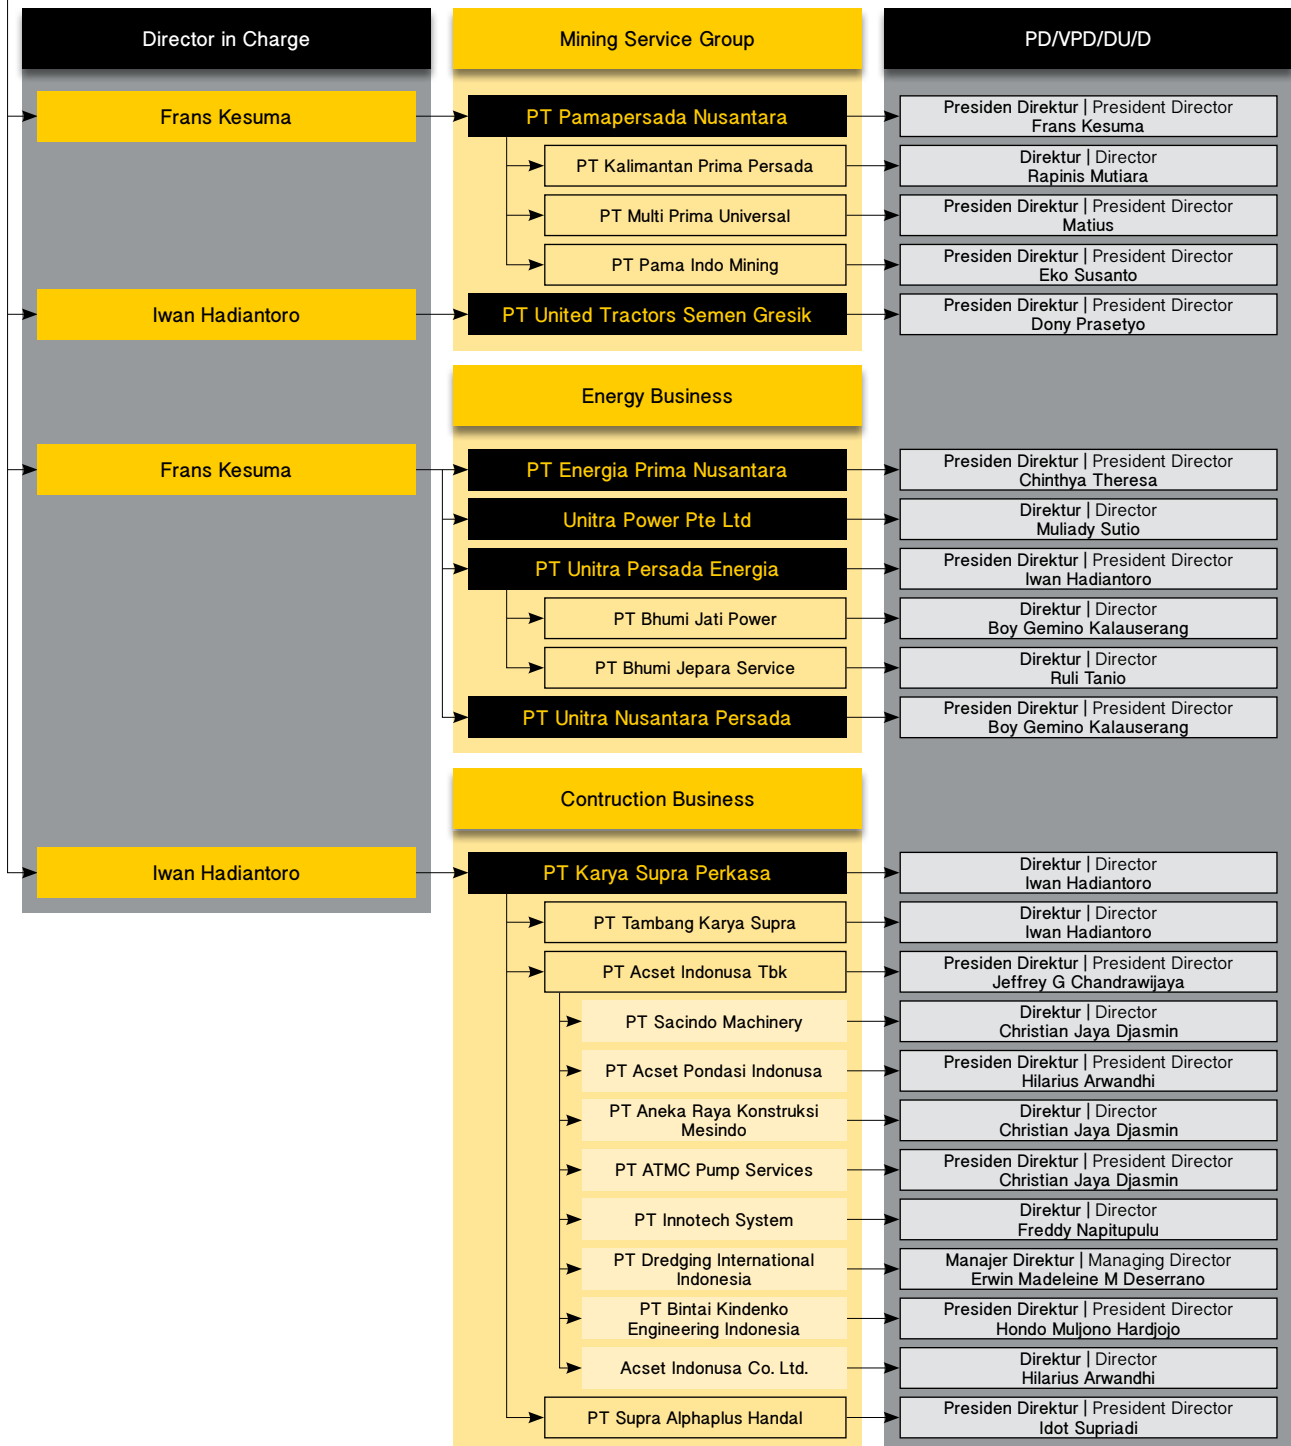 Director in Charge
Mining Service Group
PD/VPD/DU/D
Frans Kesuma
PT Pamapersada Nusantara
Presiden Direktur | President Director
Frans Kesuma
PT Kalimantan Prima Persada
Direktur | Director
Rapinis Mutiara
PT Multi Prima Universal
Presiden Direktur | President Director
Matius
PT Pama Indo Mining
Presiden Direktur | President Director
Eko Susanto
Iwan Hadiantoro
PT United Tractors Semen Gresik
Presiden Direktur | President Director
Dony Prasetyo
Energy Business
Frans Kesuma
PT Energia Prima Nusantara
Presiden Direktur | President Director
Chinthya Theresa
Unitra Power Pte Ltd
Direktur | Director
Muliady Sutio
PT Unitra Persada Energia
Presiden Direktur | President Director
Iwan Hadiantoro
PT Bhumi Jati Power
Direktur | Director
Boy Gemino Kalauserang
PT Bhumi Jepara Service
Direktur | Director
Ruli Tanio
PT Unitra Nusantara Persada
Presiden Direktur | President Director
Boy Gemino Kalauserang
Contruction Business
Iwan Hadiantoro
PT Karya Supra Perkasa
Direktur | Director
Iwan Hadiantoro
PT Tambang Karya Supra
Direktur | Director
Iwan Hadiantoro
PT Acset Indonusa Tbk
Presiden Direktur | President Director
Jeffrey G Chandrawijaya
PT Sacindo Machinery
Direktur | Director
Christian Jaya Djasmin
PT Acset Pondasi Indonusa
Presiden Direktur | President Director
Hilarius Arwandhi
PT Aneka Raya Konstruksi
Mesindo
Direktur | Director
Christian Jaya Djasmin
PT ATMC Pump Services
Presiden Direktur | President Director
Christian Jaya Djasmin
PT Innotech System
Direktur | Director
Freddy Napitupulu
PT Dredging International
Indonesia
Manajer Direktur | Managing Director
Erwin Madeleine M Deserrano
PT Bintai Kindenko
Engineering Indonesia
Presiden Direktur | President Director
Hondo Muljono Hardjojo
Acset Indonusa Co. Ltd.
Direktur | Director
Hilarius Arwandhi
PT Supra Alphaplus Handal
Presiden Direktur | President Director
Idot Supriadi